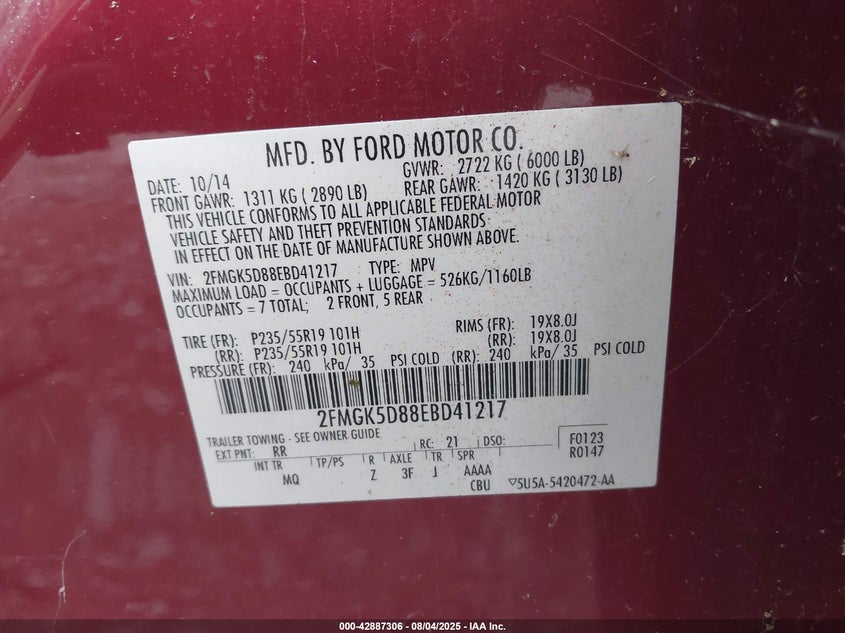 MFD. BY FORD MOTOR CO.
DATE: 10/14 GVWR: 2722 KG ( 6000 LB)
FRONT GAWR: 1311 KG ( 2890 LB) REAR GAWR: 1420 KG ( 3130 LB)
THIS VEHICLE CONFORMS TO ALL APPLICABLE FEDERAL MOTOR
VEHICLE SAFETY AND THEFT PREVENTION STANDARDS
IN EFFECT ON THE DATE OF MANUFACTURE SHOWN ABOVE.
VIN: 2FMGK5D88EBD41217 TYPE: MPV
MAXIMUM LOAD = OCCUPANTS + LUGGAGE = 526KG/1160LB
OCCUPANTS = 7 TOTAL; 2 FRONT, 5 REAR
TIRE (FR): P235/55R19 101H RIMS (FR): 19X8.0J
(RR): P235/55R19 101H (RR): 19X8.0J
PRESSURE (FR): 240 kPa/ 35 PSI COLD (RR): 240 kPa/ 35 PSI COLD
2FMGK5D88EBD41217
TRAILER TOWING - SEE OWNER GUIDE
EXT PNT: RR RC: 21 DSO: F0123
R0147
INT TR TP/PS R AXLE TR SPR
MQ Z 3F J AAAA
CBU ▽5U5A-5420472-AA
000-42887306 - 08/04/2025 - IAA Inc.